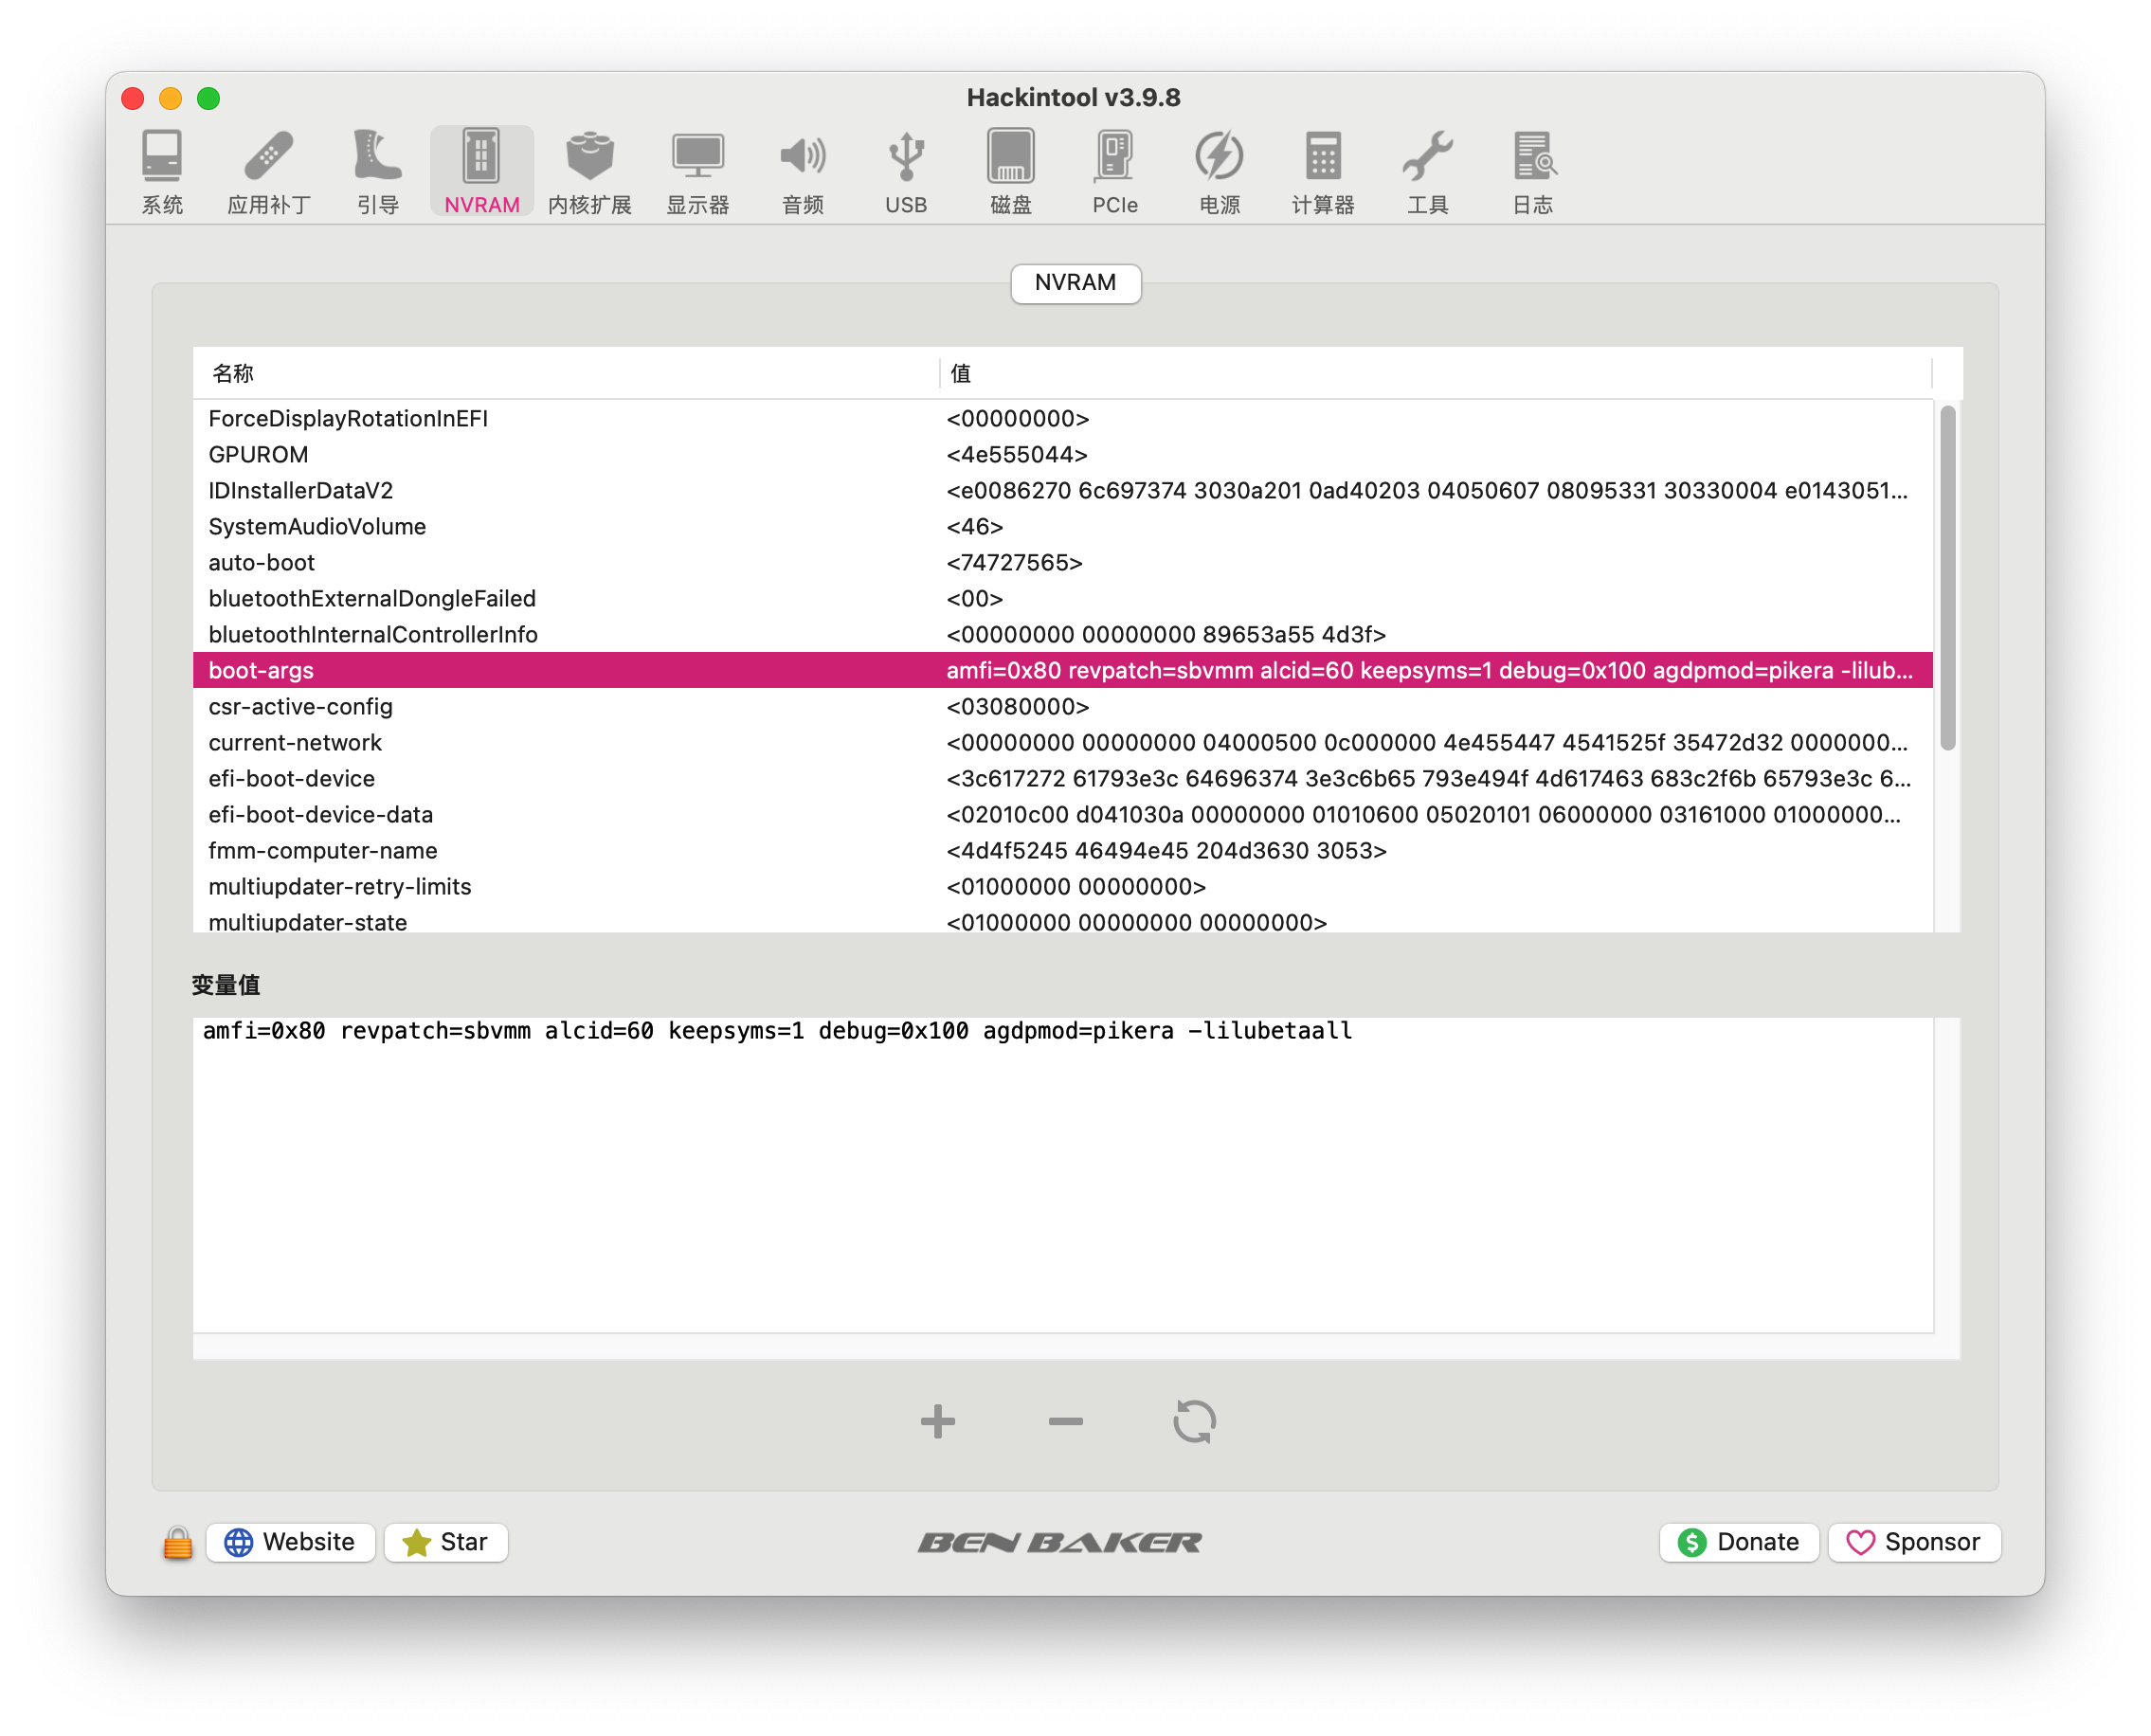 Hackintool v3.9.8
系统 应用补丁 引导 NVRAM 内核扩展 显示器 音频 USB 磁盘 PCIe 电源 计算器 工具 日志
NVRAM
名称 值
ForceDisplayRotationInEFI <00000000>
GPUROM <4e555044>
IDInstallerDataV2 <e0086270 6c697374 3030a201 0ad40203 04050607 08095331 30330004 e0143051...
SystemAudioVolume <46>
auto-boot <74727565>
bluetoothExternalDongleFailed <00>
bluetoothInternalControllerInfo <00000000 00000000 89653a55 4d3f>
boot-args amfi=0x80 revpatch=sbvmm alcid=60 keepsyms=1 debug=0x100 agdpmod=pikera -lilub...
csr-active-config <03080000>
current-network <00000000 00000000 04000500 0c000000 4e455447 4541525f 35472d32 0000000...
efi-boot-device <3c617272 61793e3c 64696374 3e3c6b65 793e494f 4d617463 683c2f6b 65793e3c 6...
efi-boot-device-data <02010c00 d041030a 00000000 01010600 05020101 06000000 03161000 01000000...
fmm-computer-name <4d4f5245 46494e45 204d3630 3053>
multiupdater-retry-limits <01000000 00000000>
multiupdater-state <01000000 00000000 00000000>
变量值
amfi=0x80 revpatch=sbvmm alcid=60 keepsyms=1 debug=0x100 agdpmod=pikera -lilubetaall
Website Star BEN BAKER Donate Sponsor